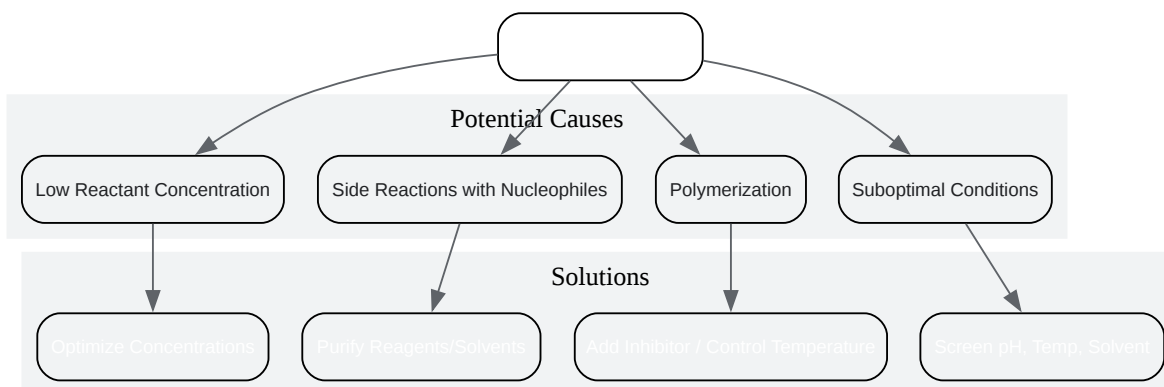 Potential Causes
Low Reactant Concentration
Side Reactions with Nucleophiles
Polymerization
Suboptimal Conditions
Solutions
Optimize Concentrations
Purify Reagents/Solvents
Add Inhibitor / Control Temperature
Screen pH, Temp, Solvent